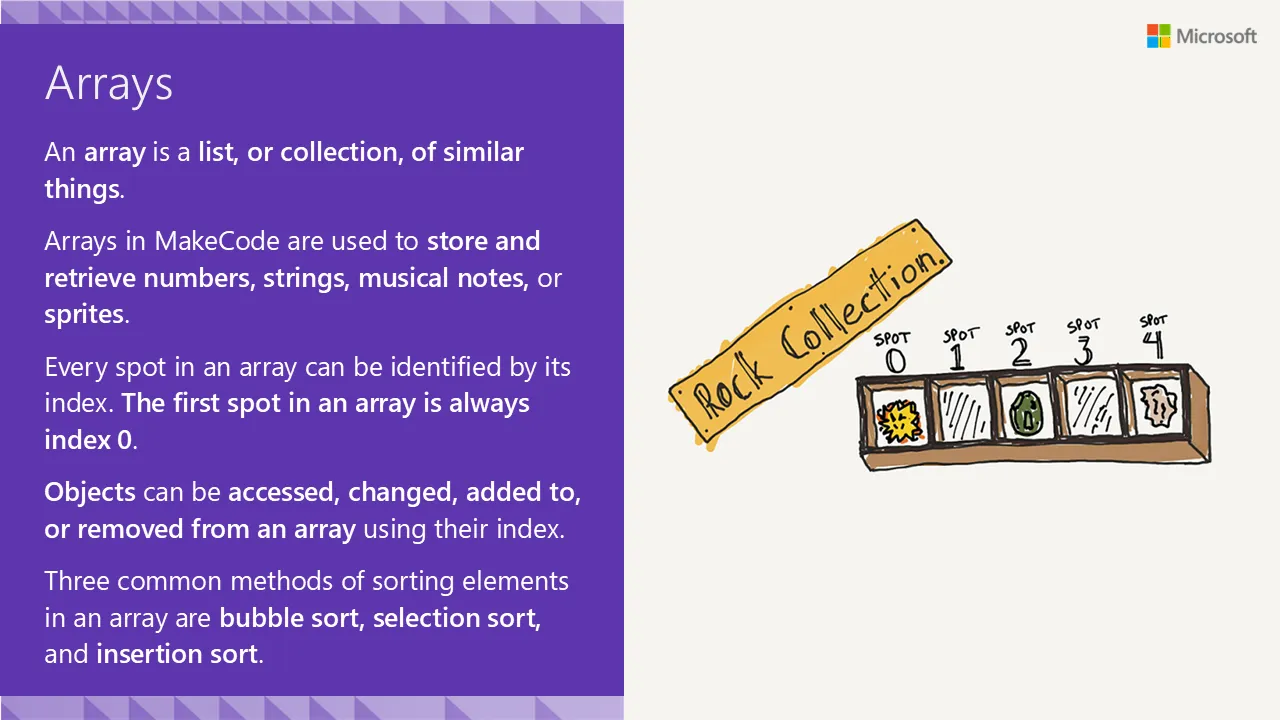 Microsoft
Arrays
An array is a list, or collection, of similar
things.
Arrays in MakeCode are used to store and
retrieve numbers, strings, musical notes, or
sprites.
Every spot in an array can be identified by its
index. The first spot in an array is always
index 0.
Objects can be accessed, changed, added to,
or removed from an array using their index.
Three common methods of sorting elements
in an array are bubble sort, selection sort,
and insertion sort.
Rock Collection.
SPOT SPOT SPOT SPOT SPOT
0 1 2 3 4